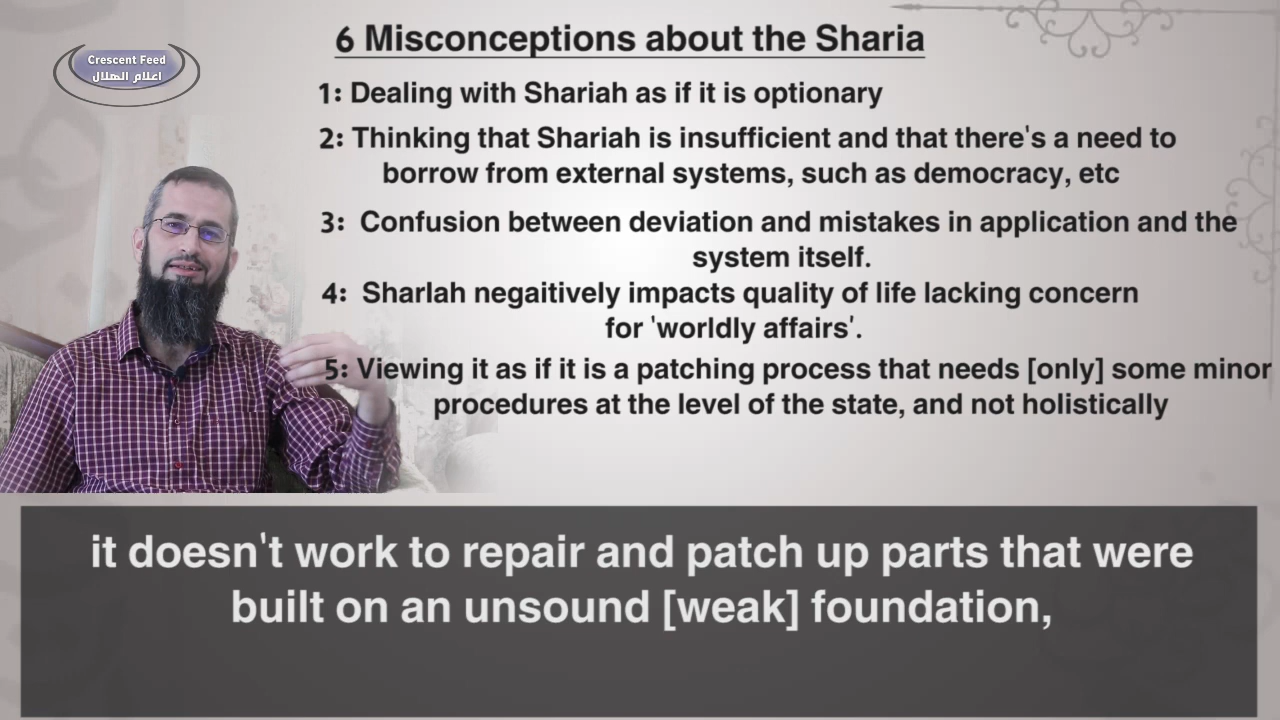 Crescent Feed
اعلام الهلال
6 Misconceptions about the Sharia
1: Dealing with Shariah as if it is optionary
2: Thinking that Shariah is insufficient and that there's a need to
borrow from external systems, such as democracy, etc
3: Confusion between deviation and mistakes in application and the
system itself.
4: Sharlah negaitively impacts quality of life lacking concern
for 'worldly affairs'.
5: Viewing it as if it is a patching process that needs [only] some minor
procedures at the level of the state, and not holistically
it doesn't work to repair and patch up parts that were
built on an unsound [weak] foundation,